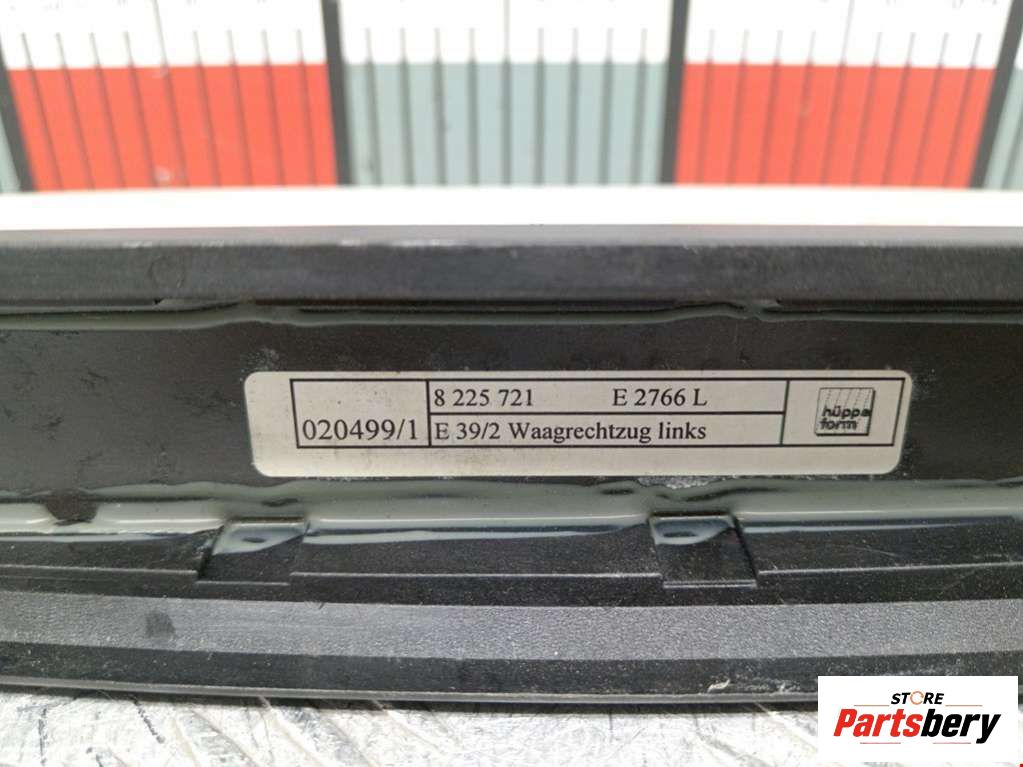 8 225 721 E 2766 L
020499/1 E 39/2 Waagrechtzug links
hüppe
form
STORE
Partsbery